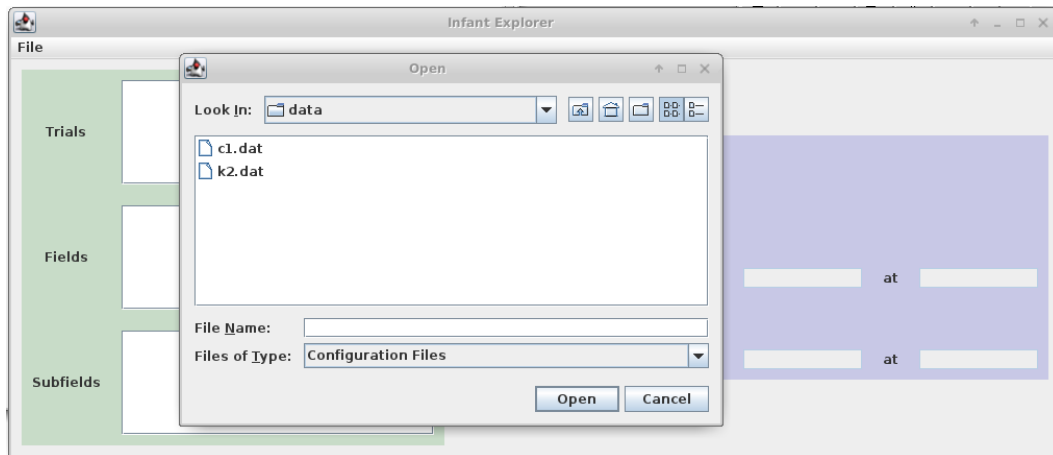 Infant Explorer
File
Open
Look In: data
c1.dat
k2.dat
File Name:
Files of Type: Configuration Files
Open Cancel
Trials
Fields
Subfields
at
at